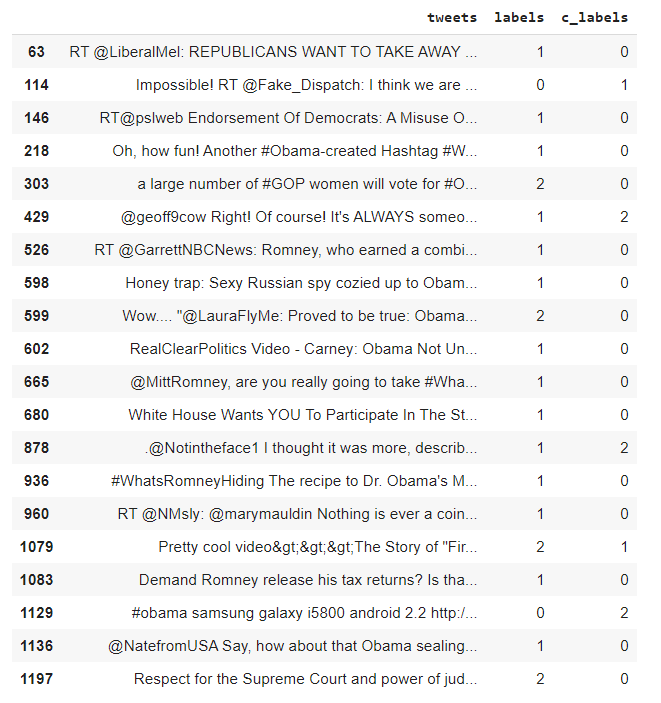 tweets labels c_labels
63 RT @LiberalMel: REPUBLICANS WANT TO TAKE AWAY ... 1 0
114 Impossible! RT @Fake_Dispatch: I think we are ... 0 1
146 RT@pslweb Endorsement Of Democrats: A Misuse O... 1 0
218 Oh, how fun! Another #Obama-created Hashtag #W... 1 0
303 a large number of #GOP women will vote for #O... 2 0
429 @geoff9cow Right! Of course! It's ALWAYS someo... 1 2
526 RT @GarrettNBCNews: Romney, who earned a combi... 1 0
598 Honey trap: Sexy Russian spy cozied up to Obam... 1 0
599 Wow.... "@LauraFlyMe: Proved to be true: Obama... 2 0
602 RealClearPolitics Video - Carney: Obama Not Un... 1 0
665 @MittRomney, are you really going to take #Wha... 1 0
680 White House Wants YOU To Participate In The St... 1 0
878 .@Notintheface1 I thought it was more, describ... 1 2
936 #WhatsRomneyHiding The recipe to Dr. Obama's M... 1 0
960 RT @NMsly: @marymauldin Nothing is ever a coin... 1 0
1079 Pretty cool video&gt;&gt;&gt;The Story of "Fir... 2 1
1083 Demand Romney release his tax returns? Is tha... 1 0
1129 #obama samsung galaxy i5800 android 2.2 http:/... 0 2
1136 @NatefromUSA Say, how about that Obama sealing... 1 0
1197 Respect for the Supreme Court and power of jud... 2 0